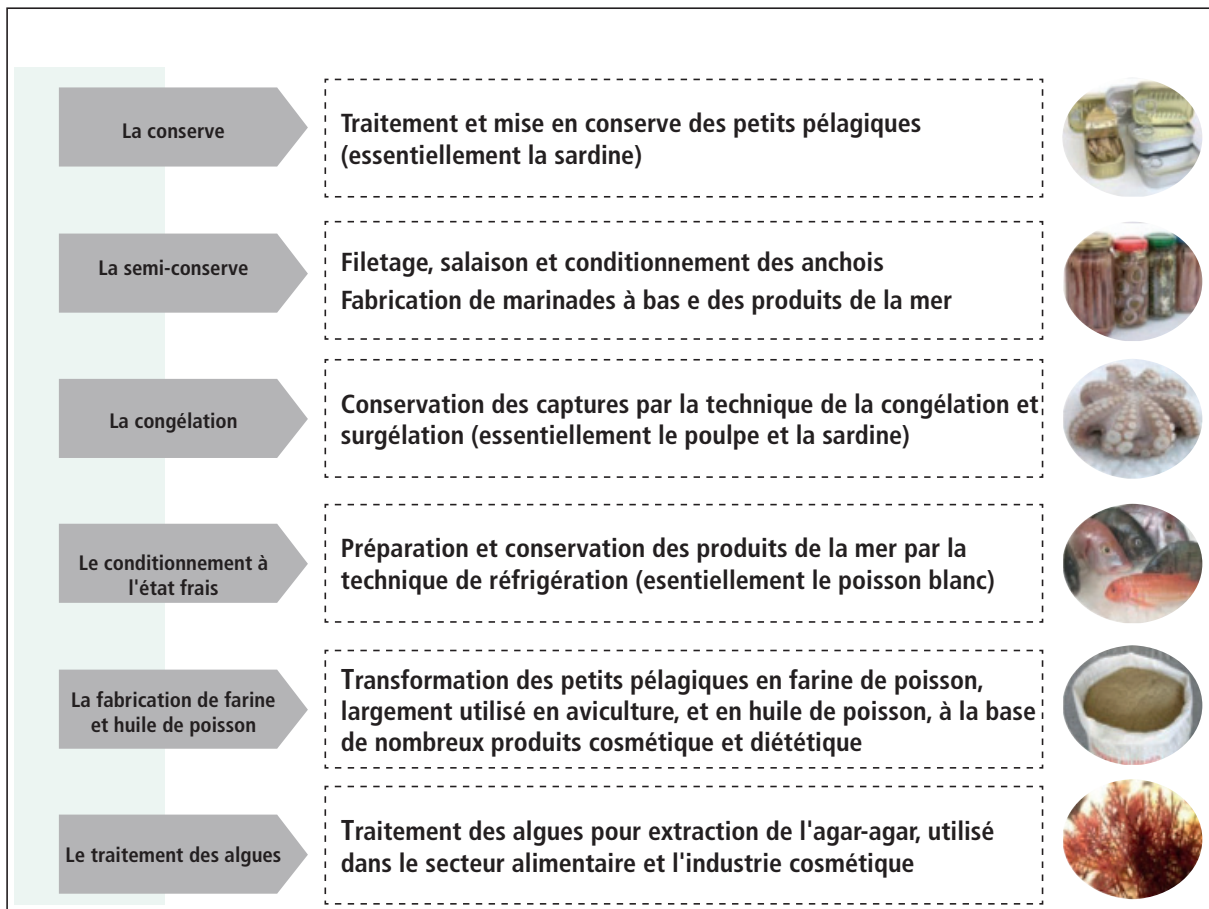 La conserve
Traitement et mise en conserve des petits pélagiques
(essentiellement la sardine)
La semi-conserve
Filetage, salaison et conditionnement des anchois
Fabrication de marinades à bas e des produits de la mer
La congélation
Conservation des captures par la technique de la congélation et
surgélation (essentiellement le poulpe et la sardine)
Le conditionnement à
l'état frais
Préparation et conservation des produits de la mer par la
technique de réfrigération (esentiellement le poisson blanc)
La fabrication de farine
et huile de poisson
Transformation des petits pélagiques en farine de poisson,
largement utilisé en aviculture, et en huile de poisson, à la base
de nombreux produits cosmétique et diététique
Le traitement des algues
Traitement des algues pour extraction de l'agar-agar, utilisé
dans le secteur alimentaire et l'industrie cosmétique